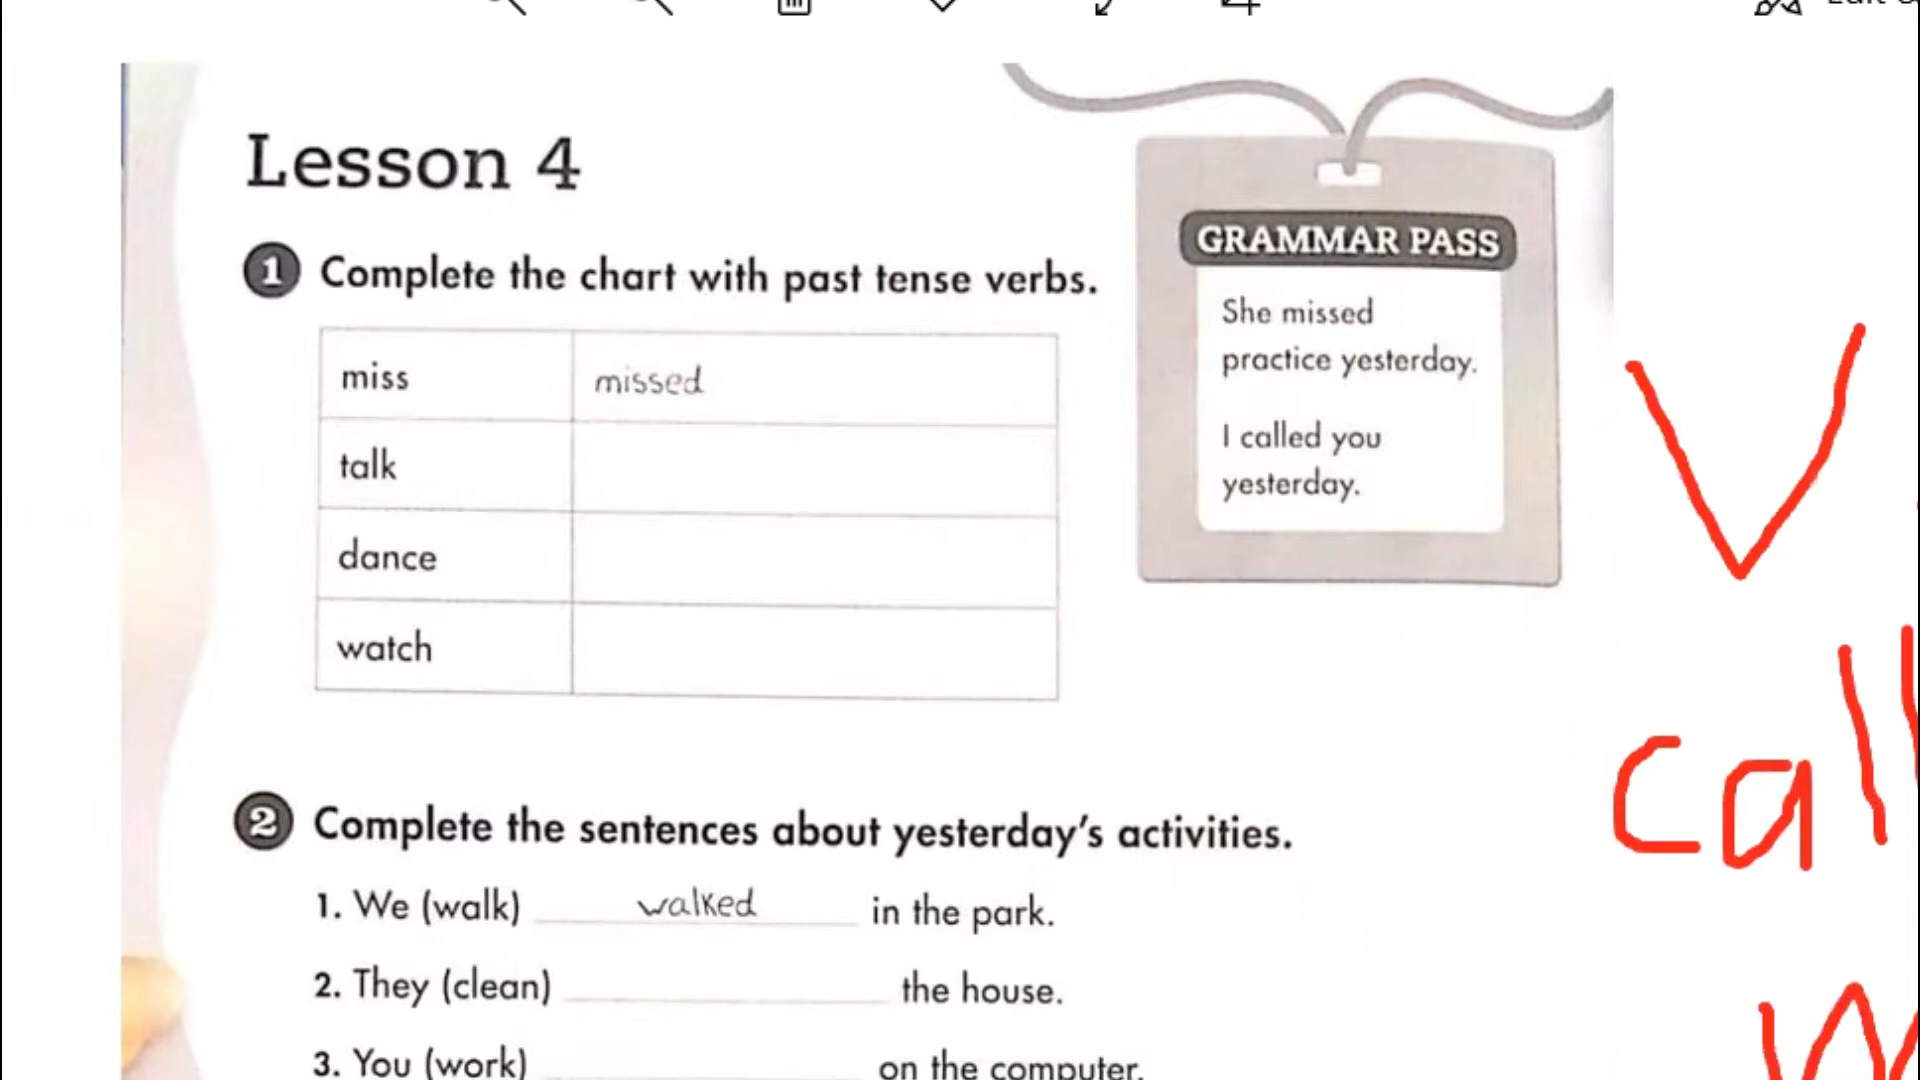 Lesson 4
1 Complete the chart with past tense verbs.
miss missed
talk
dance
watch
GRAMMAR PASS
She missed
practice yesterday.
I called you
yesterday.
V
call
2 Complete the sentences about yesterday's activities.
1. We (walk) walked in the park.
2. They (clean) the house.
3. You (work) on the computer.